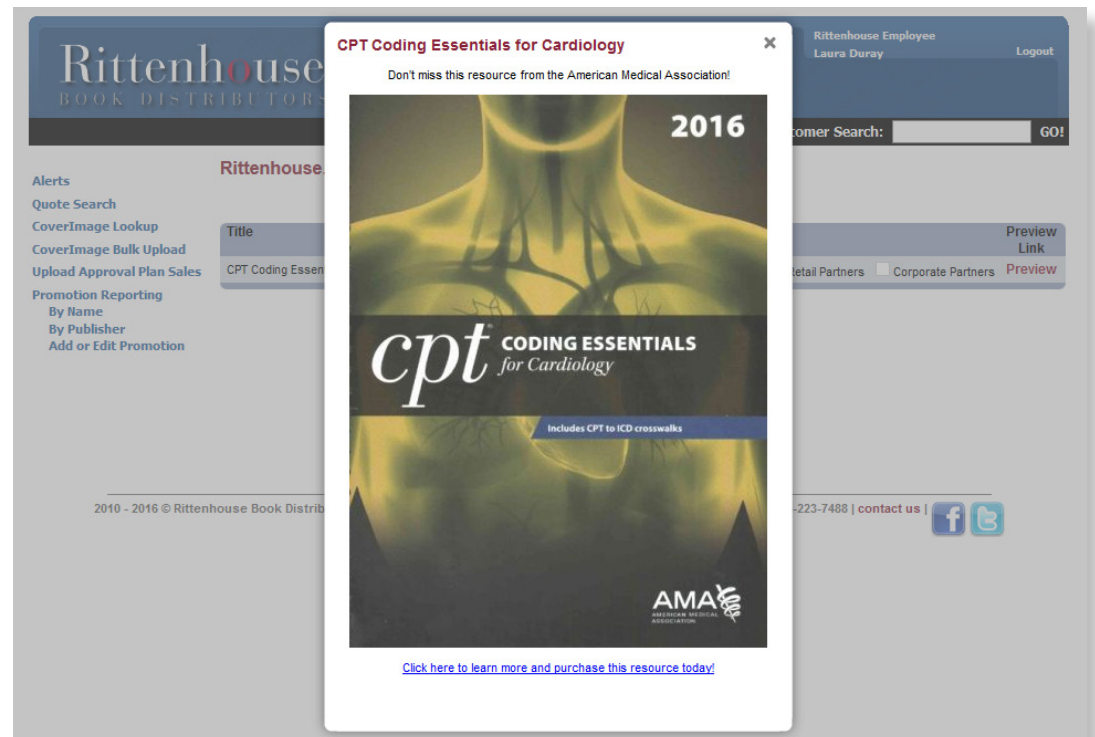 Rittenhouse
BOOK DISTRIBUTORS
Rittenhouse Employee
Laura Duray
Logout
Customer Search:
GO!
CPT Coding Essentials for Cardiology
Don't miss this resource from the American Medical Association!
2016
cpt
CODING ESSENTIALS
for Cardiology
Includes CPT to ICD crosswalks
AMA
AMERICAN MEDICAL
ASSOCIATION
Click here to learn more and purchase this resource today!
Alerts
Quote Search
CoverImage Lookup
CoverImage Bulk Upload
Upload Approval Plan Sales
Promotion Reporting
By Name
By Publisher
Add or Edit Promotion
Rittenhouse.
Title
Preview
Link
CPT Coding Essen
Retail Partners
Corporate Partners
Preview
2010 - 2016 © Rittenhouse Book Distrib
-223-7488 | contact us |